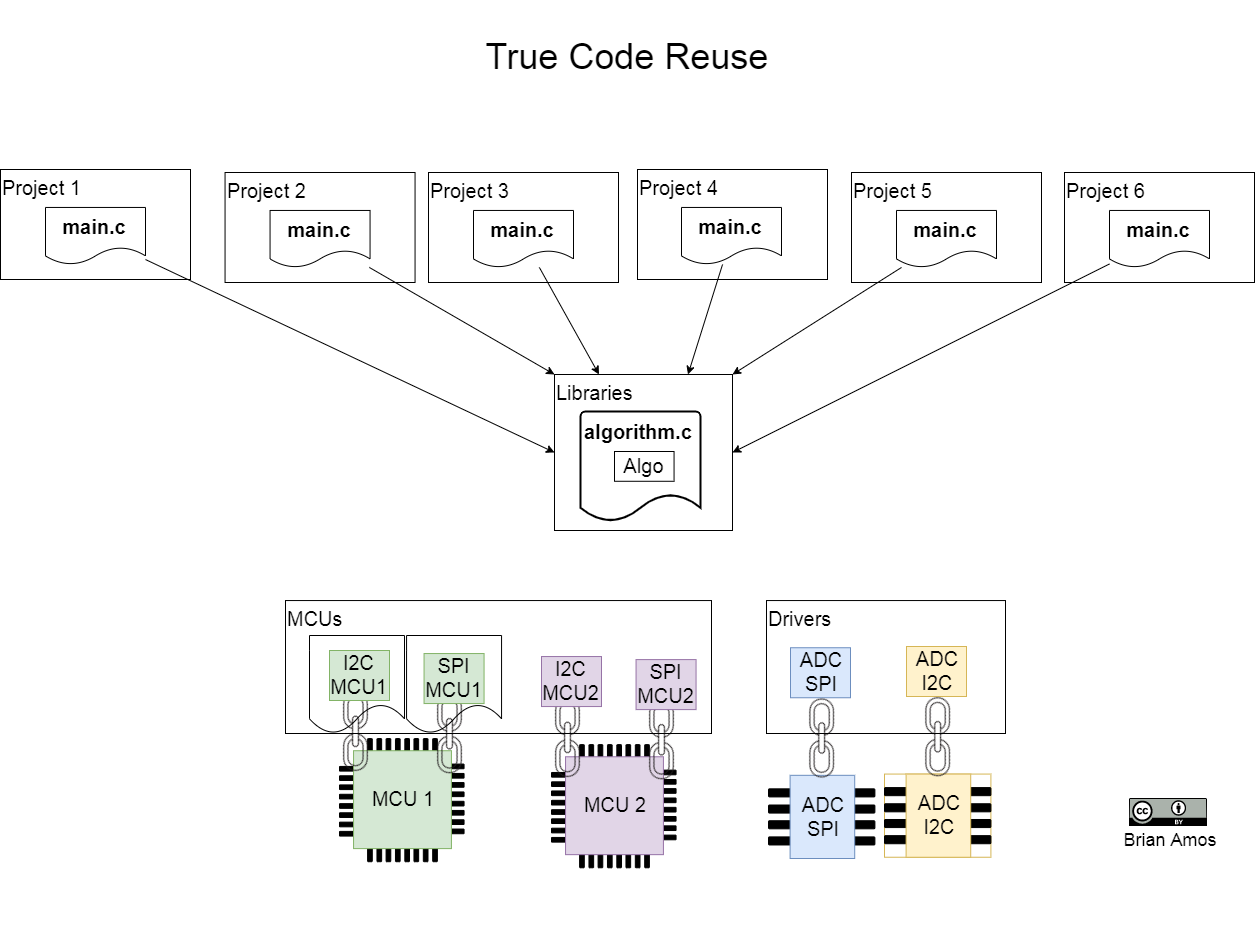 True Code Reuse
Project 1
main.c
Project 2
main.c
Project 3
main.c
Project 4
main.c
Project 5
main.c
Project 6
main.c
Libraries
algorithm.c
Algo
MCUs
I2C
MCU1
SPI
MCU1
I2C
MCU2
SPI
MCU2
MCU 1
MCU 2
Drivers
ADC
SPI
ADC
I2C
ADC
SPI
ADC
I2C
cc
BY
Brian Amos